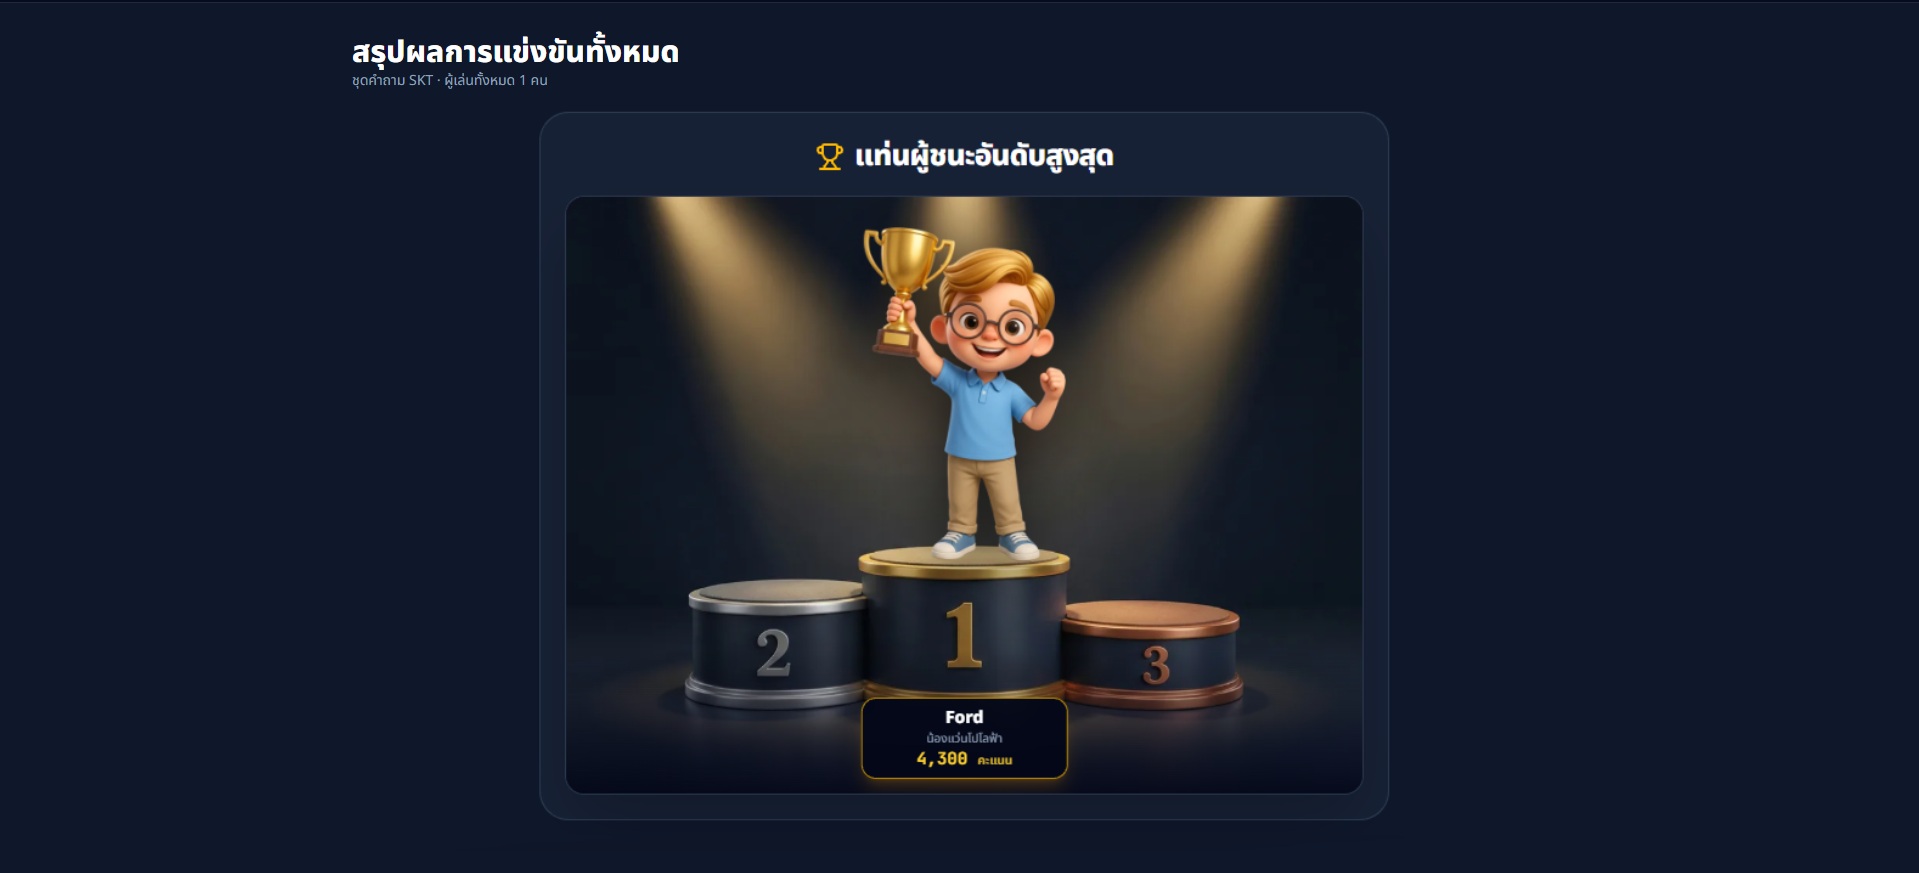 สรุปผลการแข่งขันทั้งหมด
ชุดคำถาม SKT · ผู้เล่นทั้งหมด 1 คน
แท่นผู้ชนะอันดับสูงสุด
2
1
3
Ford
น้องแว่นโปโลฟ้า
4,300 คะแนน